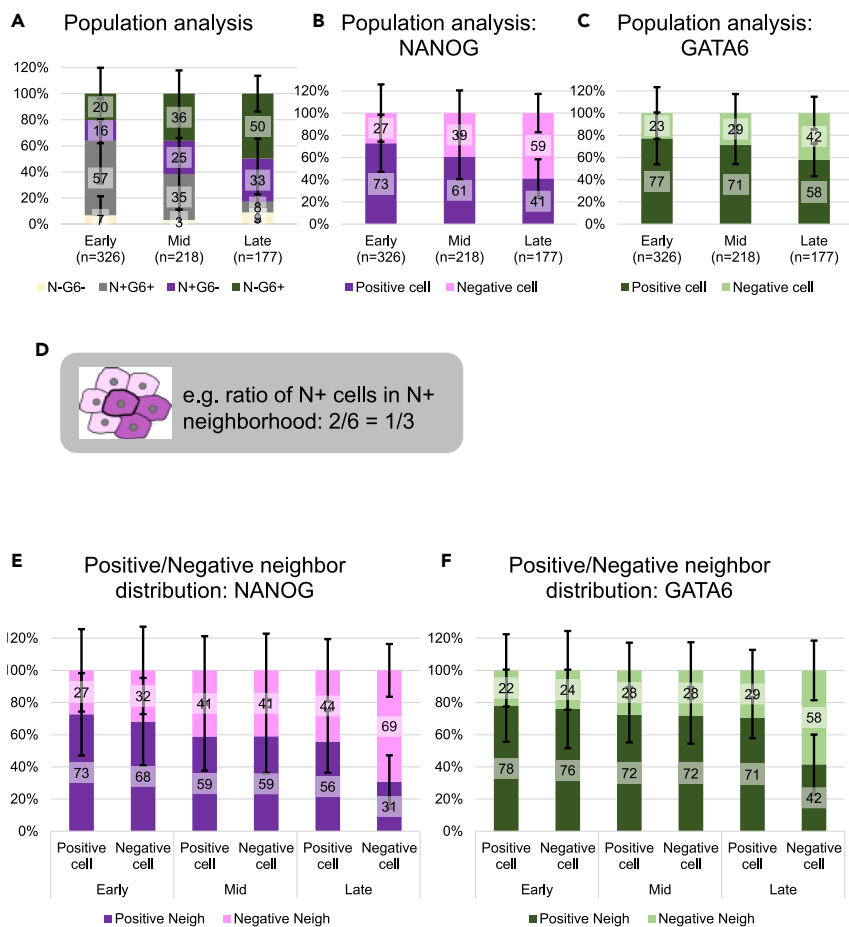 A Population analysis
120%
100%
80%
60%
40%
20%
0%
20 36 50
16 25 33
57 35 8
7 3 9
Early Mid Late
(n=326) (n=218) (n=177)
N-G6- N+G6+ N+G6- N-G6+
B Population analysis:
NANOG
120%
100%
80%
60%
40%
20%
0%
27 39 59
73 61 41
Early Mid Late
(n=326) (n=218) (n=177)
Positive cell Negative cell
C Population analysis:
GATA6
120%
100%
80%
60%
40%
20%
0%
23 29 42
77 71 58
Early Mid Late
(n=326) (n=218) (n=177)
Positive cell Negative cell
D
e.g. ratio of N+ cells in N+
neighborhood: 2/6 = 1/3
E Positive/Negative neighbor
distribution: NANOG
120%
100%
80%
60%
40%
20%
0%
27 32 41 41 44 69
73 68 59 59 56 31
Positive Negative Positive Negative Positive Negative
cell cell cell cell cell cell
Early Mid Late
Positive Neigh Negative Neigh
F Positive/Negative neighbor
distribution: GATA6
120%
100%
80%
60%
40%
20%
0%
22 24 28 28 29 58
78 76 72 72 71 42
Positive Negative Positive Negative Positive Negative
cell cell cell cell cell cell
Early Mid Late
Positive Neigh Negative Neigh